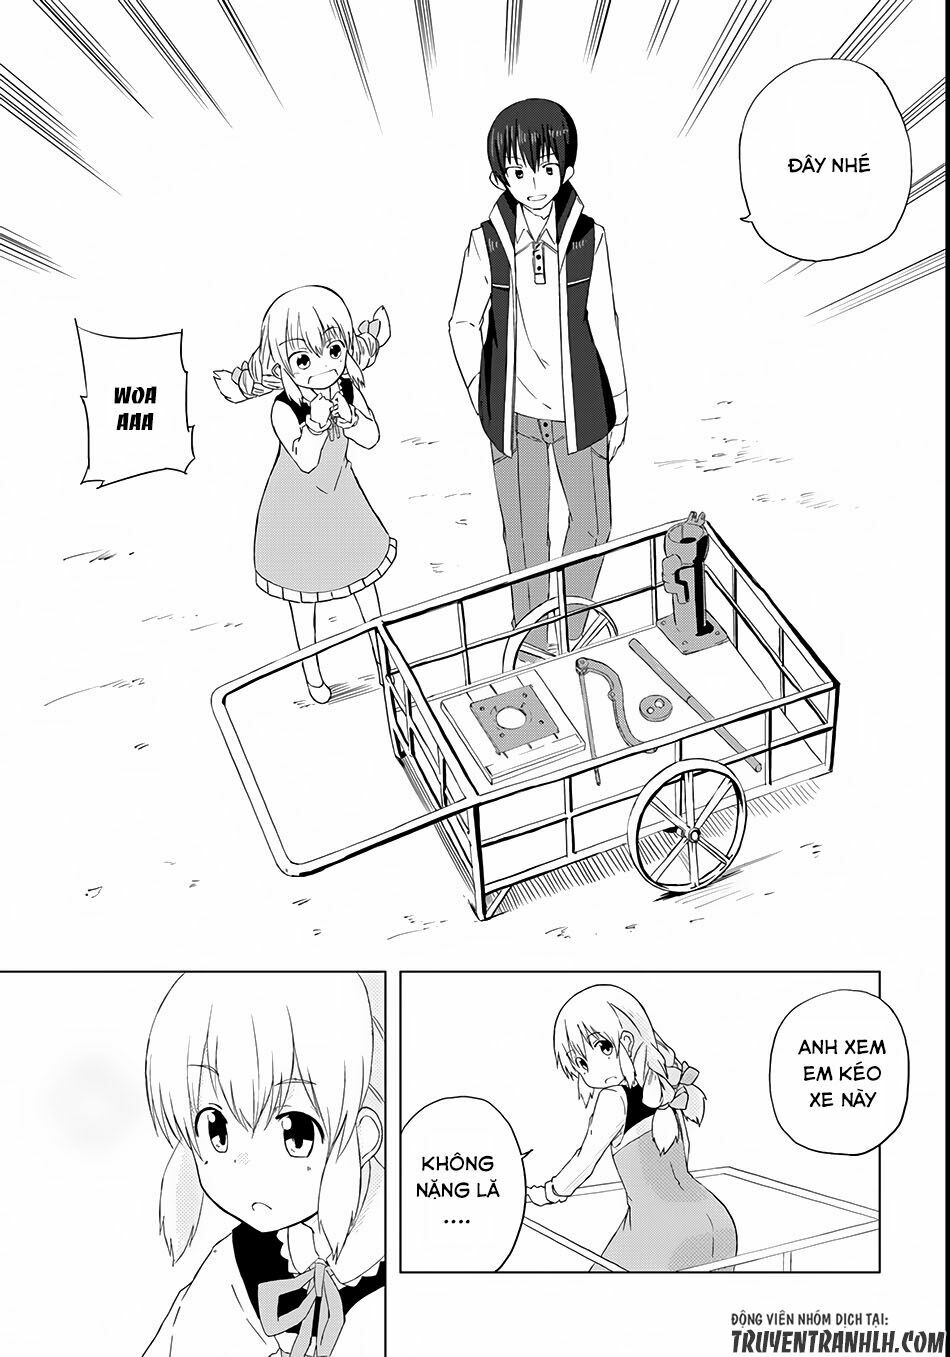 ĐÂY NHÉ
WOA
AAA
ANH XEM
EM KÉO
XE NÀY
KHÔNG
NẶNG LĂ
....
ĐỘNG VIÊN NHÓM DỊCH TẠI:
TRUYENTRANHLH.COM